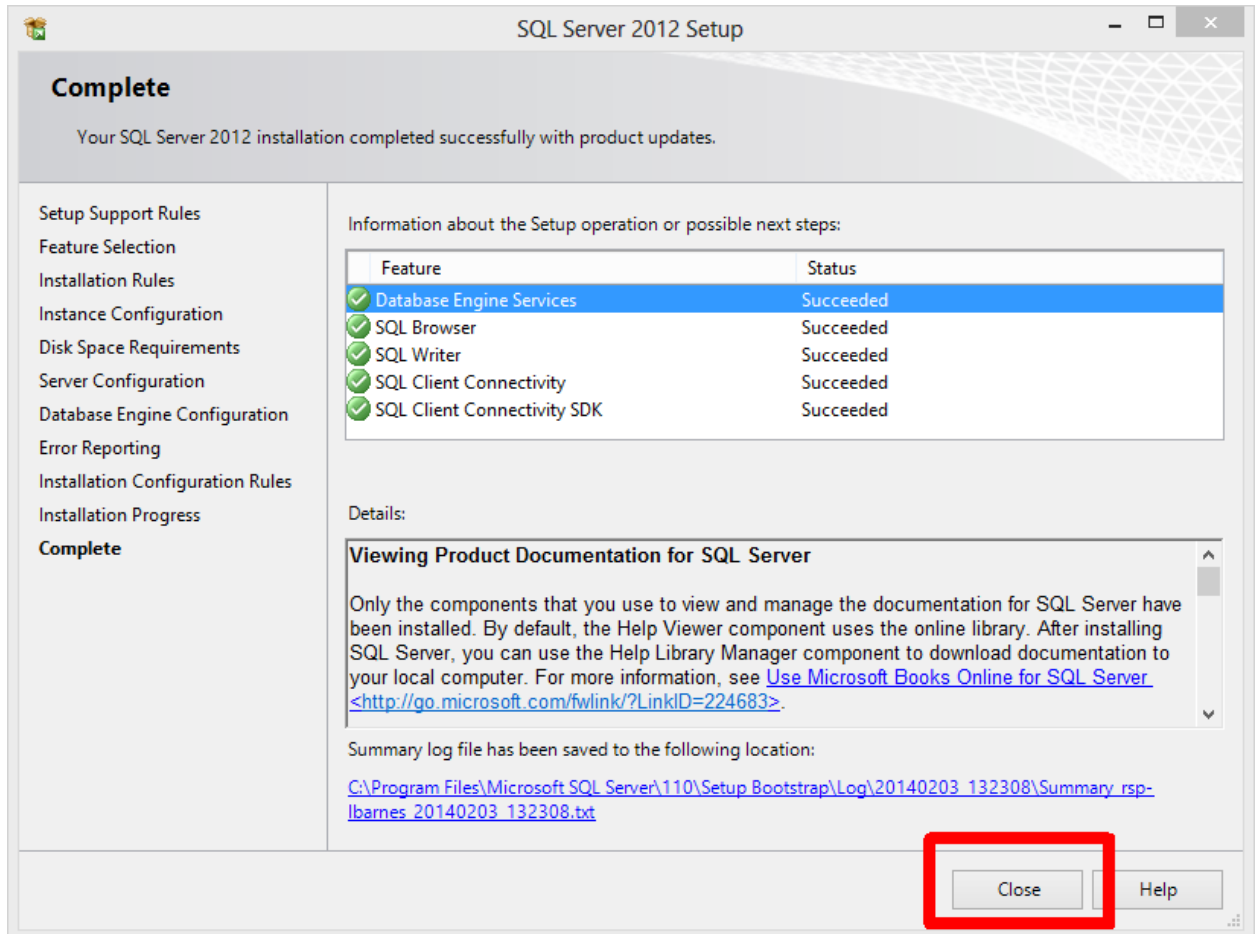 SQL Server 2012 Setup
Complete
Your SQL Server 2012 installation completed successfully with product updates.
Setup Support Rules
Feature Selection
Installation Rules
Instance Configuration
Disk Space Requirements
Server Configuration
Database Engine Configuration
Error Reporting
Installation Configuration Rules
Installation Progress
Complete
Information about the Setup operation or possible next steps:
Feature Status
Database Engine Services Succeeded
SQL Browser Succeeded
SQL Writer Succeeded
SQL Client Connectivity Succeeded
SQL Client Connectivity SDK Succeeded
Details:
Viewing Product Documentation for SQL Server
Only the components that you use to view and manage the documentation for SQL Server have
been installed. By default, the Help Viewer component uses the online library. After installing
SQL Server, you can use the Help Library Manager component to download documentation to
your local computer. For more information, see Use Microsoft Books Online for SQL Server
<http://go.microsoft.com/fwlink/?LinkID=224683>.
Summary log file has been saved to the following location:
C:\Program Files\Microsoft SQL Server\110\Setup Bootstrap\Log\20140203_132308\Summary_rsp-
lbarnes_20140203_132308.txt
Close Help